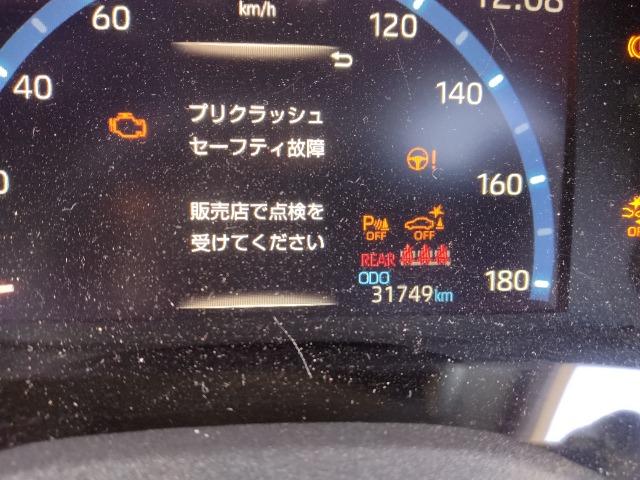 60
km/h
120
12:08
40
140
プリクラッシュ
セーフティ故障
160
販売店で点検を
受けてください
P OFF
OFF
REAR
ODO
31749km
180